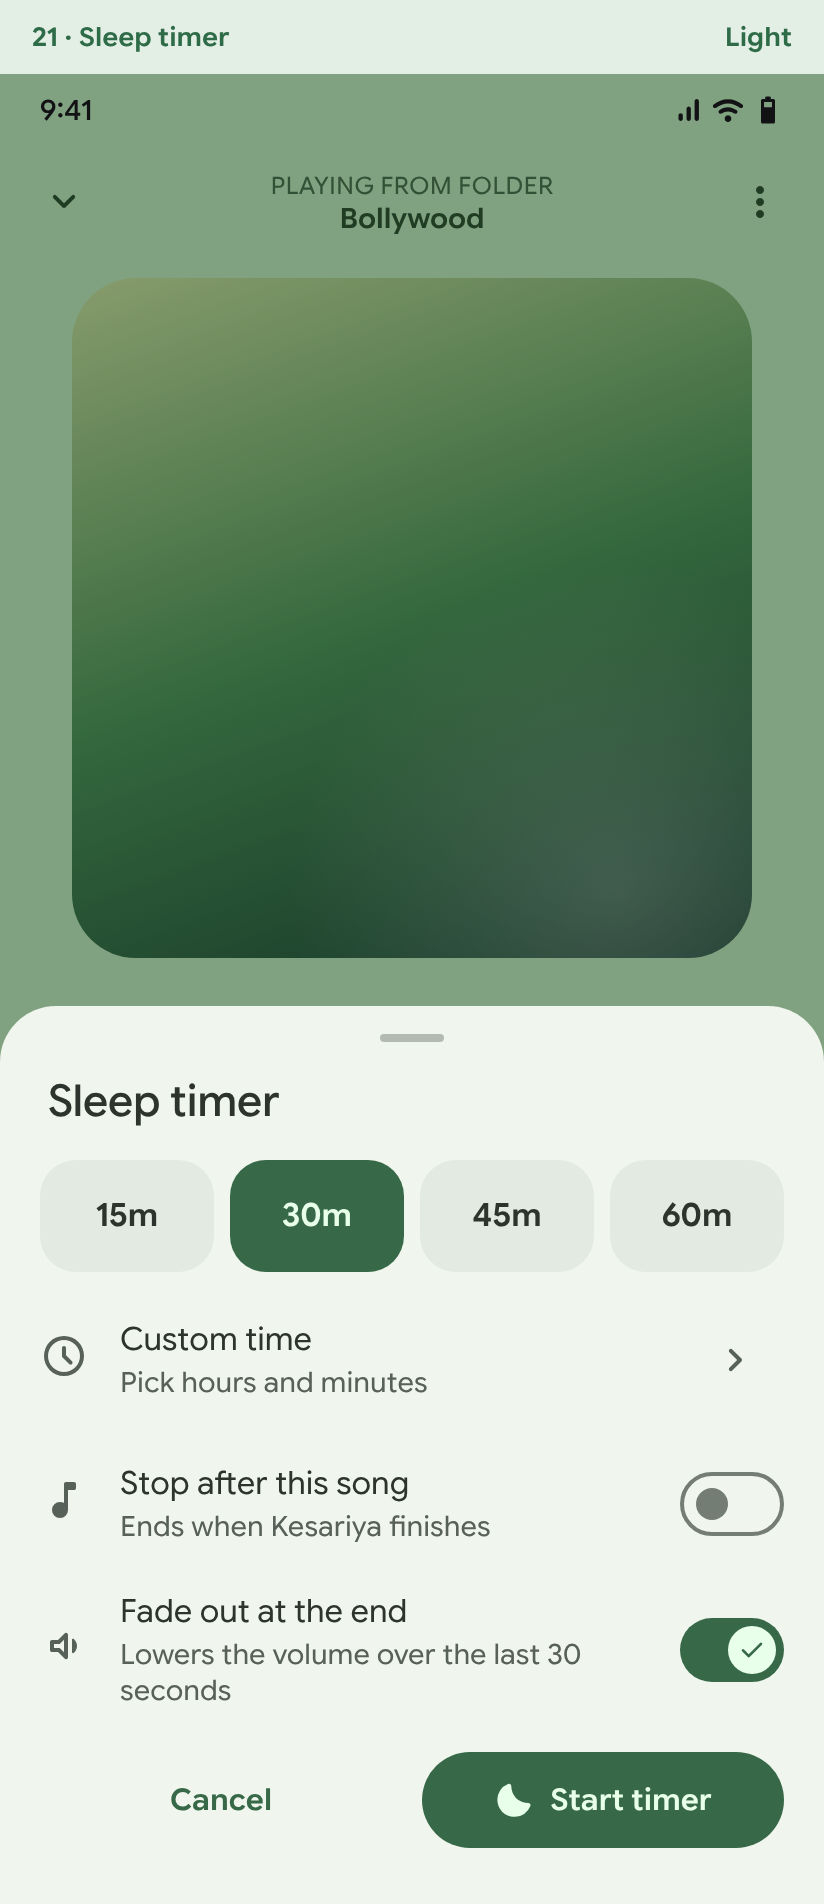 21 · Sleep timer
Light
9:41
PLAYING FROM FOLDER
Bollywood
Sleep timer
15m
30m
45m
60m
Custom time
Pick hours and minutes
Stop after this song
Ends when Kesariya finishes
Fade out at the end
Lowers the volume over the last 30
seconds
Cancel
Start timer